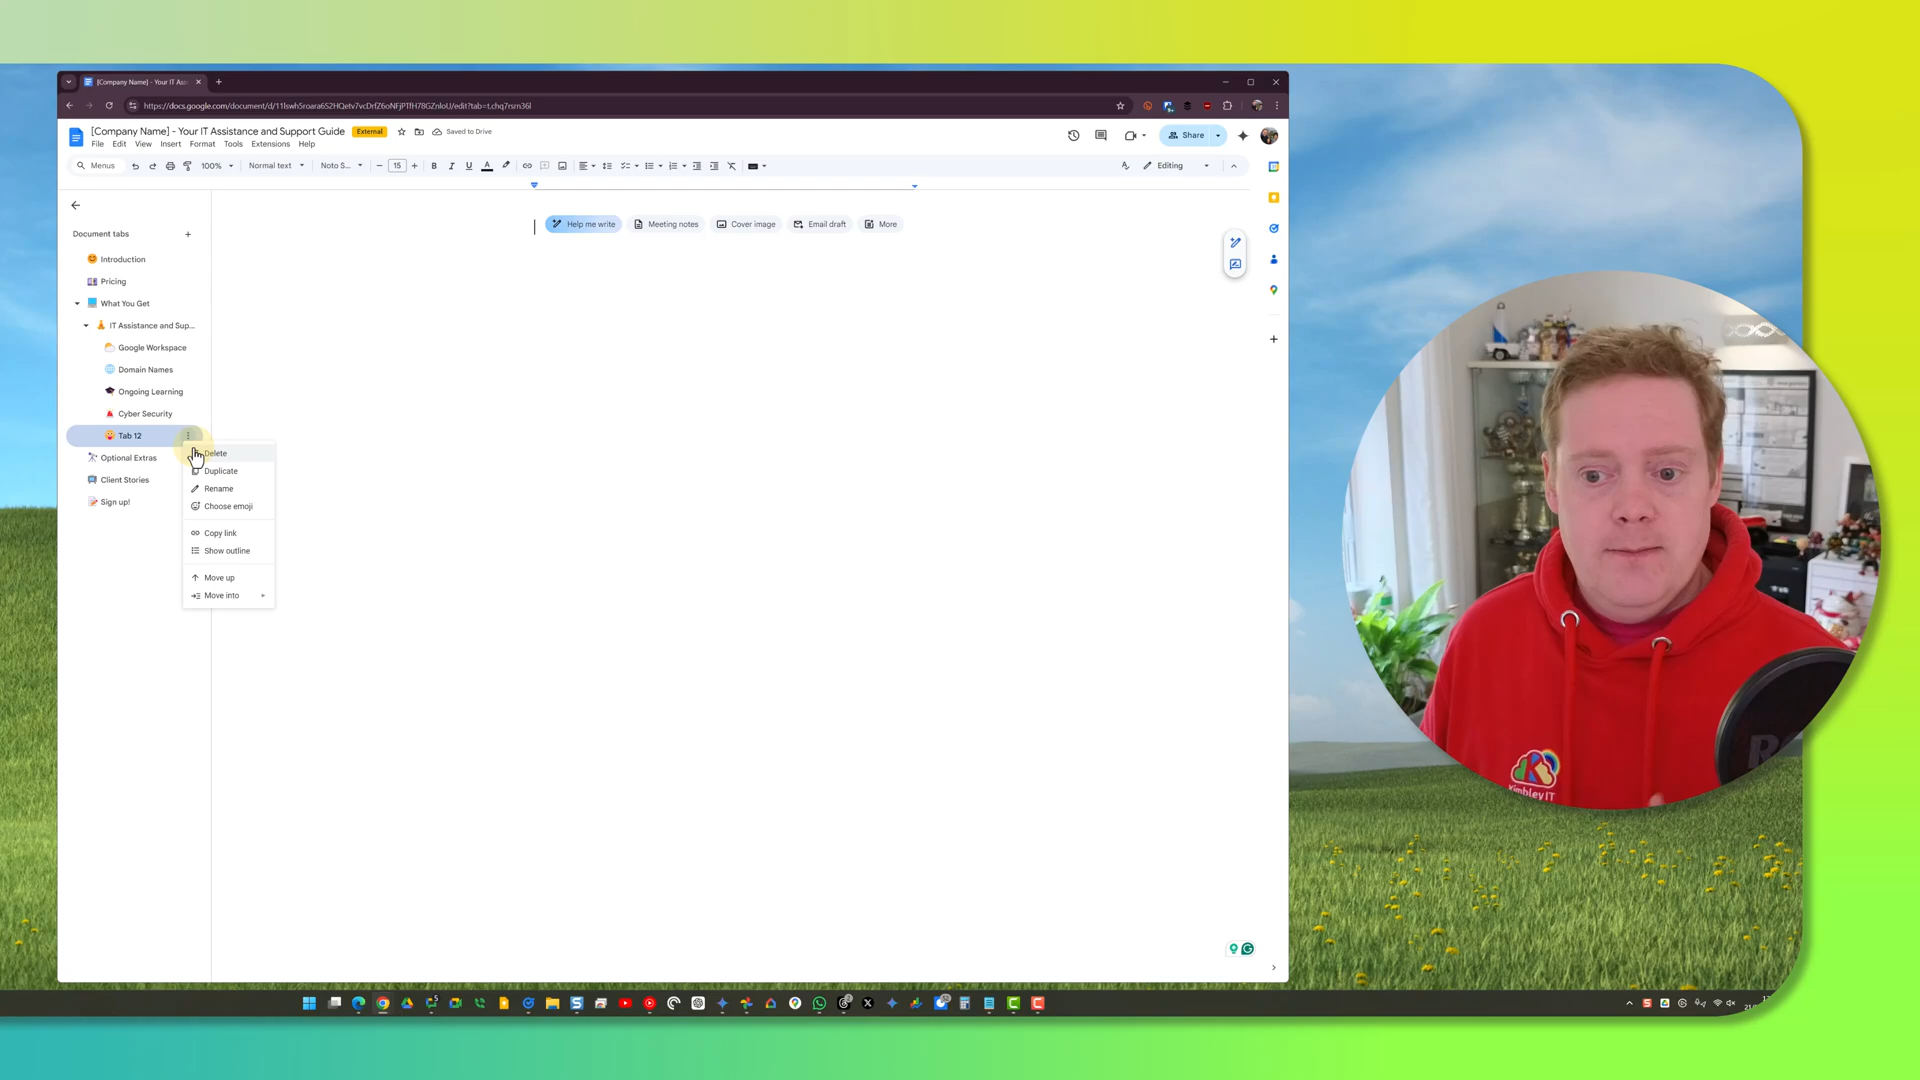 [Company Name] - Your IT Ass
https://docs.google.com/document/d/11lswh5roara6S2HQetv7vcDrfZ6oNFjPTfH78GZnloU/edit?tab=t.chq7rsrn36l
[Company Name] - Your IT Assistance and Support Guide External Saved to Drive
File Edit View Insert Format Tools Extensions Help
Share
Menus 100% Normal text Noto S... 15 B I U A Editing
Help me write Meeting notes Cover image Email draft More
Document tabs
Introduction
Pricing
What You Get
IT Assistance and Sup...
Google Workspace
Domain Names
Ongoing Learning
Cyber Security
Tab 12
Optional Extras
Client Stories
Sign up!
Delete
Duplicate
Rename
Choose emoji
Copy link
Show outline
Move up
Move into
Kimbley IT